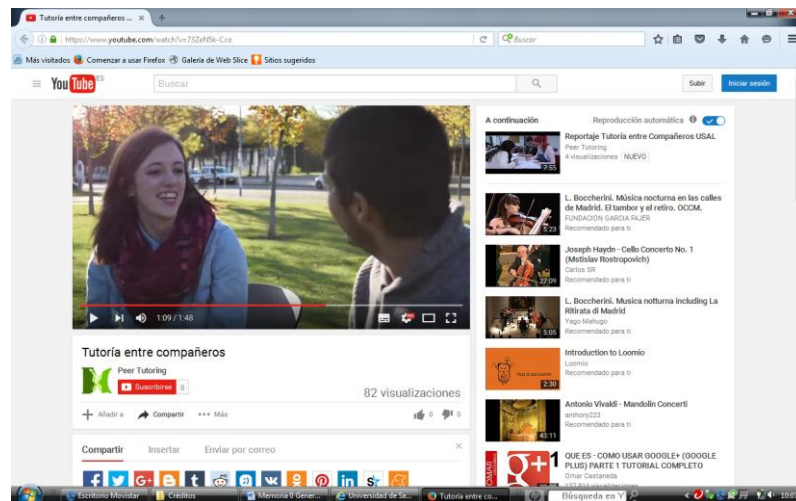 Tutoría entre compañeros ...
https://www.youtube.com/watch?v=73ZeN5k-Cco
Buscar
Más visitados
Comenzar a usar Firefox
Galería de Web Slice
Sitios sugeridos
YouTube ES
Buscar
Subir
Iniciar sesión
1:09 / 1:48
Tutoría entre compañeros
Peer Tutoring
Suscribirse 0
82 visualizaciones
Añadir a
Compartir
Más
0
0
Compartir
Insertar
Enviar por correo
A continuación
Reproducción automática
Reportaje Tutoría entre Compañeros USAL
Peer Tutoring
4 visualizaciones NUEVO
7:55
L. Boccherini. Música nocturna en las calles
de Madrid. El tambor y el retiro. OCCM.
FUNDACION GARCIA FAJER
Recomendado para ti
5:23
Joseph Haydn - Cello Concerto No. 1
(Mstislav Rostropovich)
Carlos SR
Recomendado para ti
27:09
L. Boccherini. Musica notturna including La
Ritirata di Madrid
Yago Mahugo
Recomendado para ti
5:05
Introduction to Loomio
Loomio
Recomendado para ti
2:30
Antonio Vivaldi - Mandolin Concerti
anthony223
Recomendado para ti
43:11
QUE ES - COMO USAR GOOGLE+ (GOOGLE
PLUS) PARTE 1 TUTORIAL COMPLETO
Omar Castaneda
Escritorio Movistar
Créditos
Memoria 0 Gener...
Universidad de Sa...
Tutoría entre co...
Búsqueda en Y